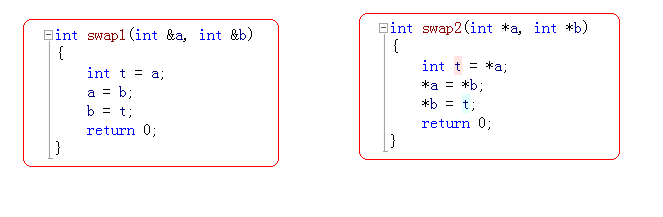 int swap1(int &a, int &b)
{
    int t = a;
    a = b;
    b = t;
    return 0;
}
int swap2(int *a, int *b)
{
    int t = *a;
    *a = *b;
    *b = t;
    return 0;
}